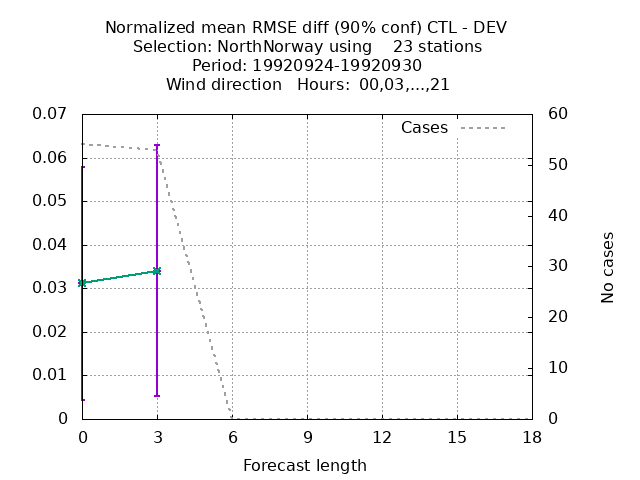 Normalized mean RMSE diff (90% conf) CTL - DEV
Selection: NorthNorway using    23 stations
Period: 19920924-19920930
Wind direction   Hours:  00,03,...,21
0.07
0.06
0.05
0.04
0.03
0.02
0.01
0
60
50
40
30
20
10
0
Cases
No cases
0 3 6 9 12 15 18
Forecast length